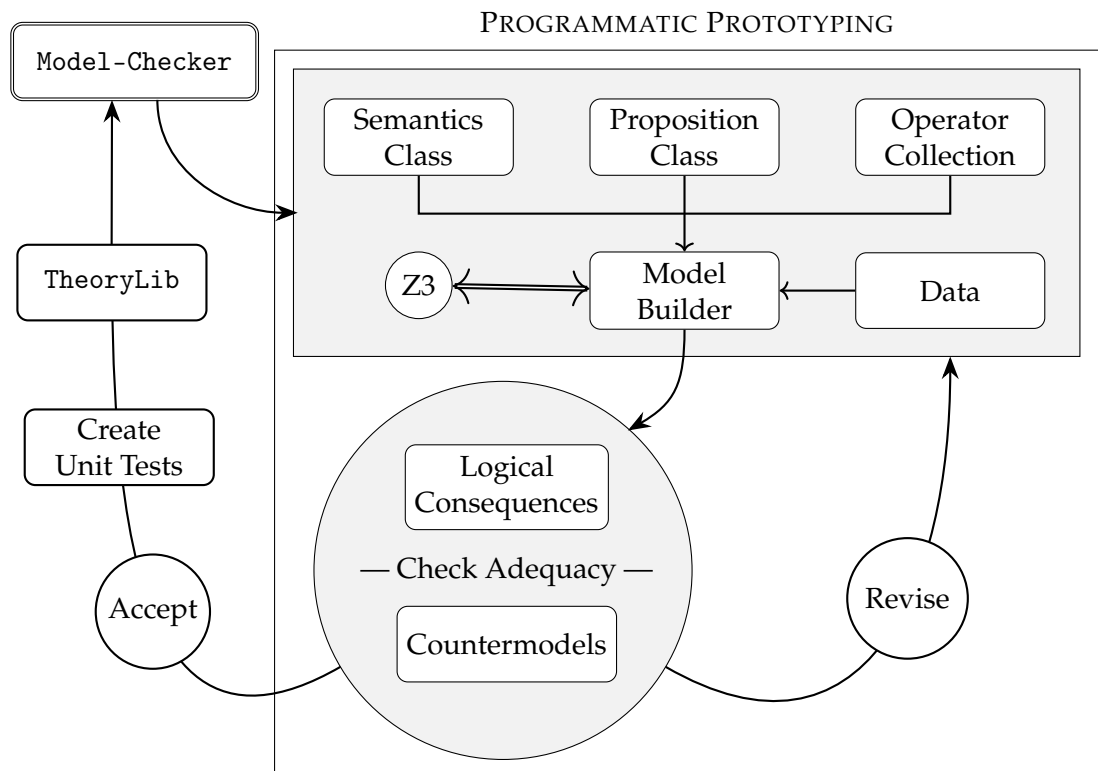 PROGRAMMATIC PROTOTYPING
Model-Checker
Semantics
Class
Proposition
Class
Operator
Collection
TheoryLib
Z3
Model
Builder
Data
Create
Unit Tests
Logical
Consequences
— Check Adequacy —
Accept
Revise
Countermodels